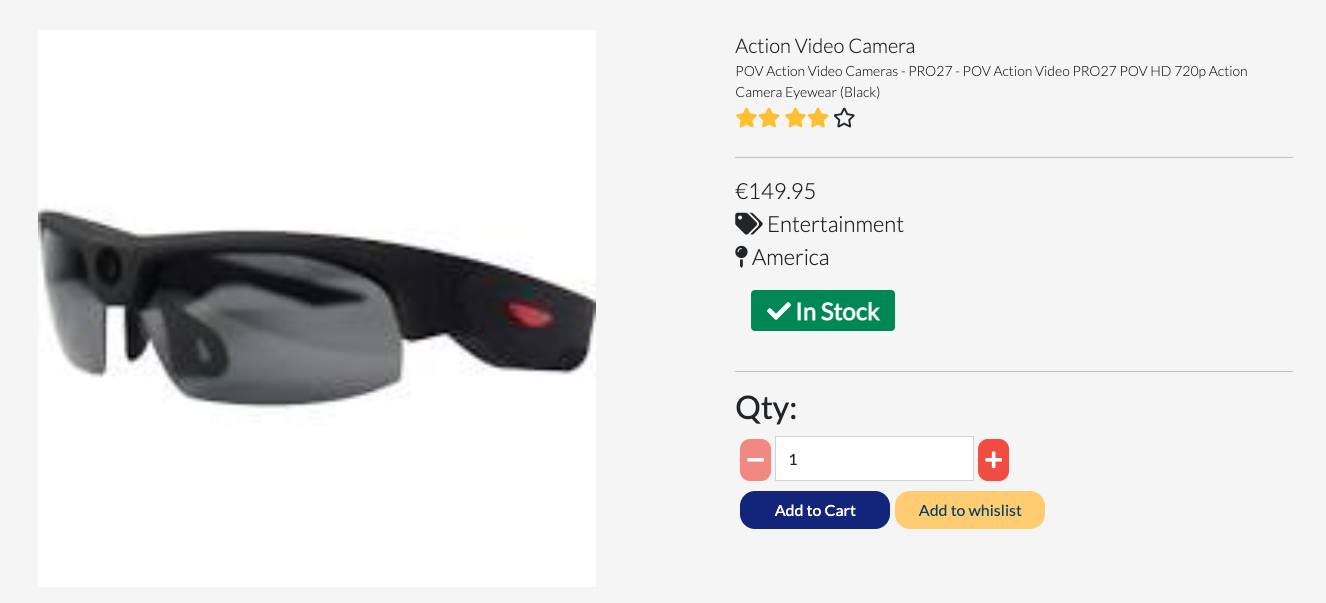 Action Video Camera
POV Action Video Cameras - PRO27 - POV Action Video PRO27 POV HD 720p Action
Camera Eyewear (Black)
€149.95
Entertainment
America
In Stock
Qty:
1
Add to Cart Add to whislist